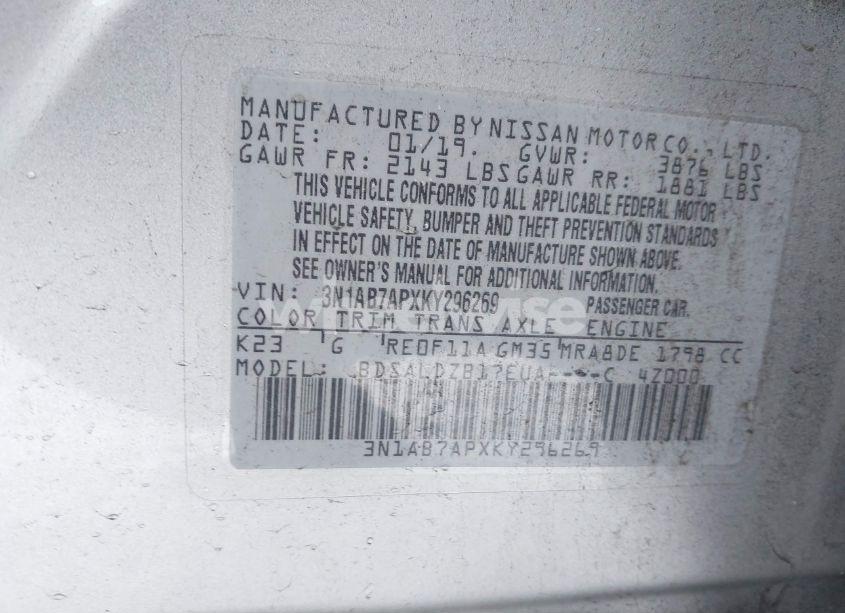 MANUFACTURED BY NISSAN MOTOR CO., LTD.
DATE: 01/19. GVWR: 3876 LBS
GAWR FR: 2143 LBS GAWR RR: 1881 LBS
THIS VEHICLE CONFORMS TO ALL APPLICABLE FEDERAL MOTOR
VEHICLE SAFETY, BUMPER AND THEFT PREVENTION STANDARDS
IN EFFECT ON THE DATE OF MANUFACTURE SHOWN ABOVE.
SEE OWNER'S MANUAL FOR ADDITIONAL INFORMATION.
VIN: 3N1AB7APXKY296269 PASSENGER CAR.
COLOR TRIM TRANS AXLE ENGINE
K23 G RE0F11A GM35 MRA8DE 1798 CC
MODEL: BDSALDZB17EUA----C 4Z000
3N1AB7APXKY296269